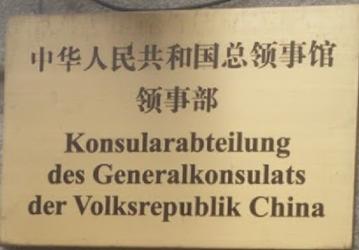 中华人民共和国总领事馆
领事部
Konsularabteilung
des Generalkonsulats
der Volksrepublik China